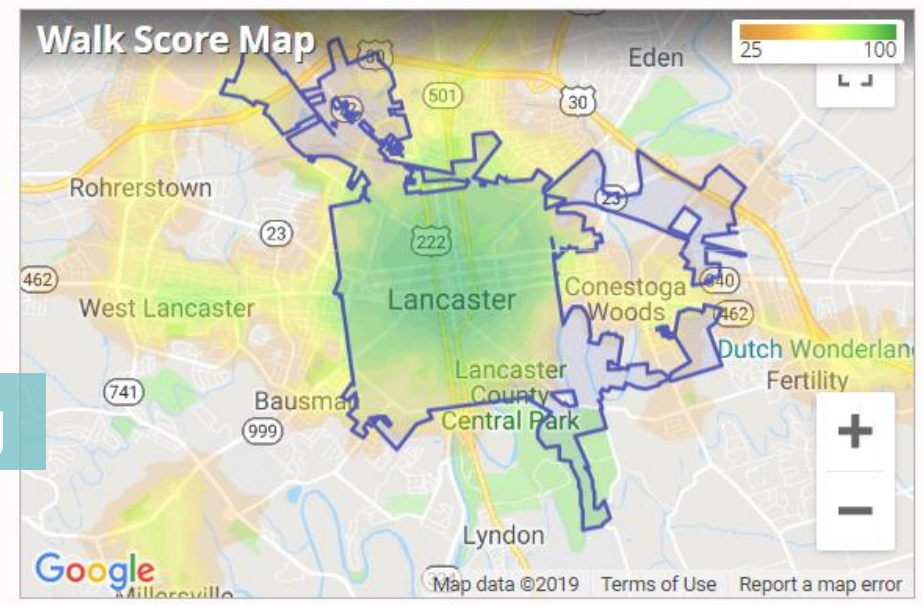 Walk Score Map
25 100
30
Eden
501
30
Rohrerstown
23
23
222
462
Lancaster
Conestoga
Woods
340
462
West Lancaster
Dutch Wonderlan
Lancaster
County
Central Park
Fertility
741
Bausma
999
+
−
Lyndon
Google
Map data ©2019 Terms of Use Report a map error
Millersville